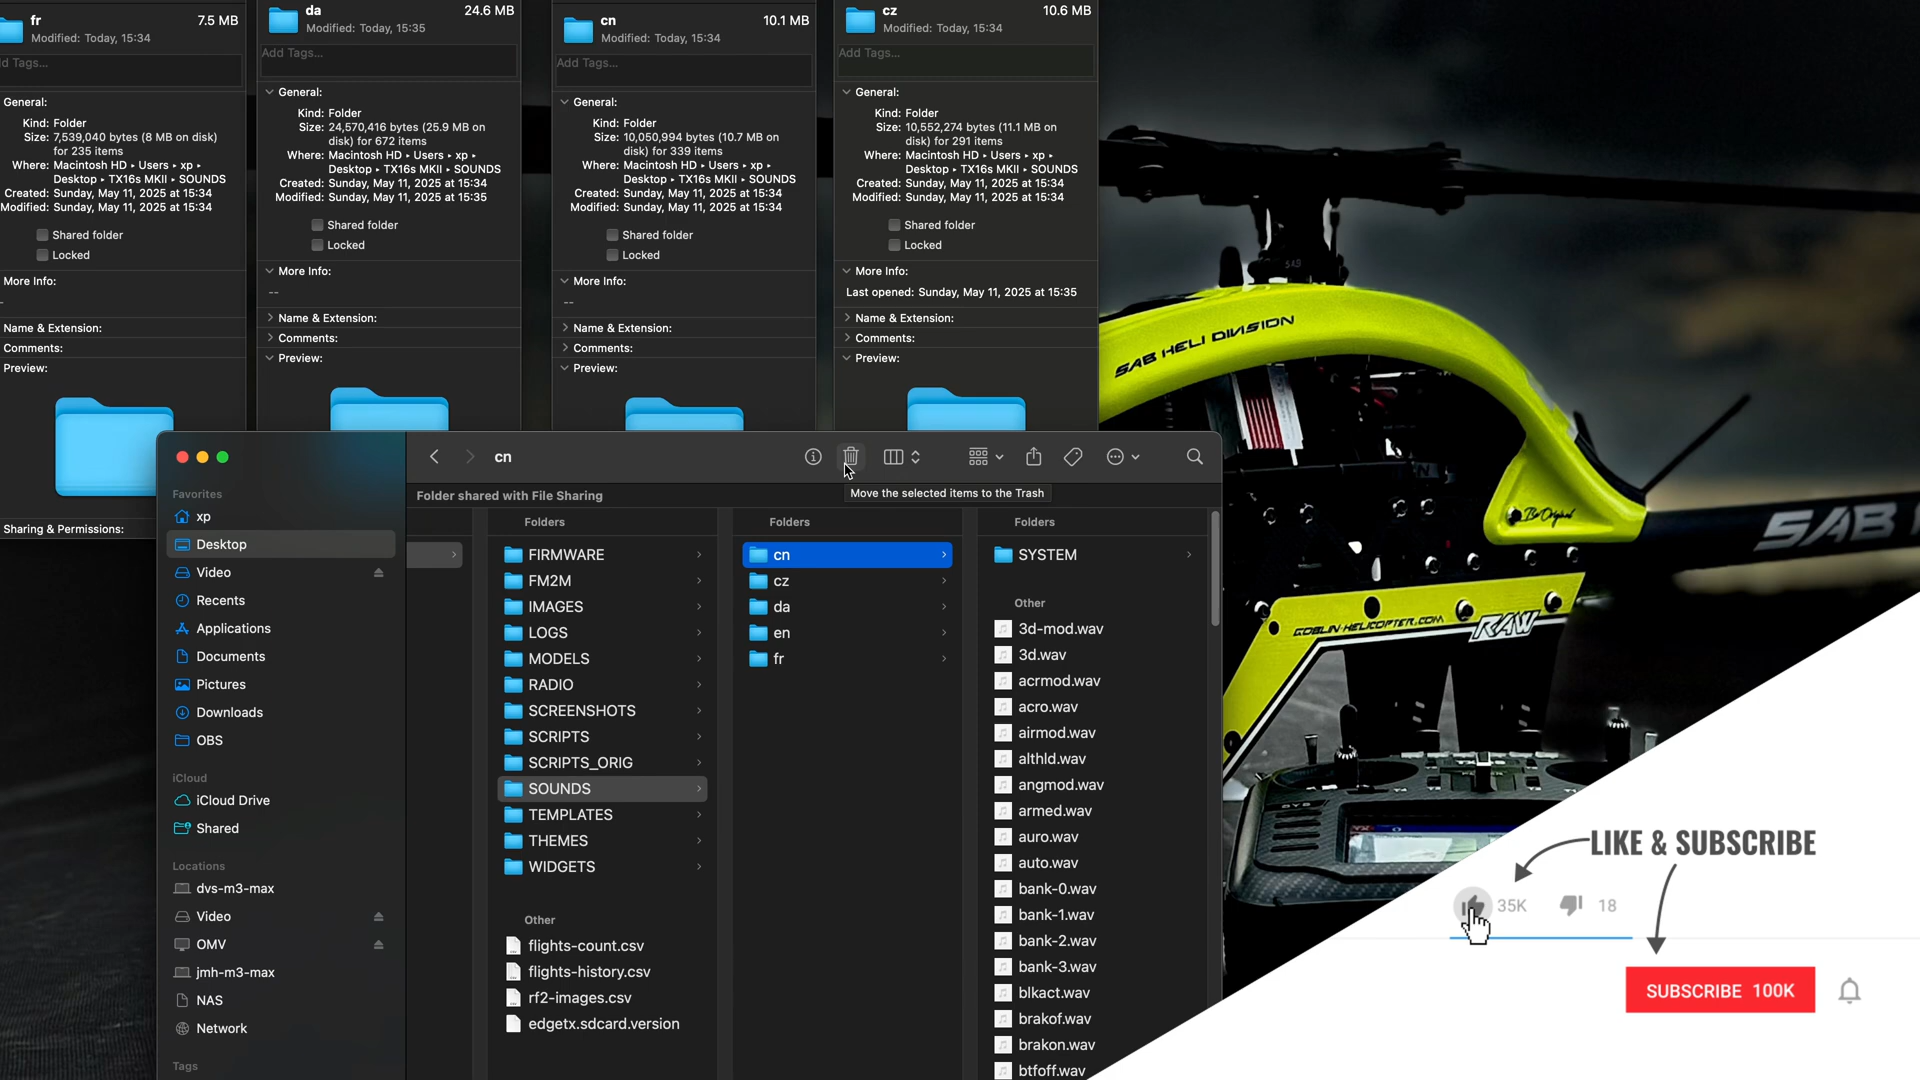 fr
7.5 MB
Modified: Today, 15:34
d Tags...
General:
Kind: Folder
Size: 7,539,040 bytes (8 MB on disk)
for 235 items
Where: Macintosh HD ▸ Users ▸ xp ▸
Desktop ▸ TX16s MKII ▸ SOUNDS
Created: Sunday, May 11, 2025 at 15:34
Modified: Sunday, May 11, 2025 at 15:34
Shared folder
Locked
More Info:
-
Name & Extension:
Comments:
Preview:
Sharing & Permissions:
da
24.6 MB
Modified: Today, 15:35
Add Tags...
General:
Kind: Folder
Size: 24,570,416 bytes (25.9 MB on
disk) for 672 items
Where: Macintosh HD ▸ Users ▸ xp ▸
Desktop ▸ TX16s MKII ▸ SOUNDS
Created: Sunday, May 11, 2025 at 15:34
Modified: Sunday, May 11, 2025 at 15:35
Shared folder
Locked
More Info:
--
Name & Extension:
Comments:
Preview:
cn
10.1 MB
Modified: Today, 15:34
Add Tags...
General:
Kind: Folder
Size: 10,050,994 bytes (10.7 MB on
disk) for 339 items
Where: Macintosh HD ▸ Users ▸ xp ▸
Desktop ▸ TX16s MKII ▸ SOUNDS
Created: Sunday, May 11, 2025 at 15:34
Modified: Sunday, May 11, 2025 at 15:34
Shared folder
Locked
More Info:
--
Name & Extension:
Comments:
Preview:
cz
10.6 MB
Modified: Today, 15:34
Add Tags...
General:
Kind: Folder
Size: 10,552,274 bytes (11.1 MB on
disk) for 291 items
Where: Macintosh HD ▸ Users ▸ xp ▸
Desktop ▸ TX16s MKII ▸ SOUNDS
Created: Sunday, May 11, 2025 at 15:34
Modified: Sunday, May 11, 2025 at 15:34
Shared folder
Locked
More Info:
Last opened: Sunday, May 11, 2025 at 15:35
Name & Extension:
Comments:
Preview:
cn
Move the selected items to the Trash
Folder shared with File Sharing
Favorites
xp
Desktop
Video
Recents
Applications
Documents
Pictures
Downloads
OBS
iCloud
iCloud Drive
Shared
Locations
dvs-m3-max
Video
OMV
jmh-m3-max
NAS
Network
Tags
Folders
FIRMWARE
FM2M
IMAGES
LOGS
MODELS
RADIO
SCREENSHOTS
SCRIPTS
SCRIPTS_ORIG
SOUNDS
TEMPLATES
THEMES
WIDGETS
Other
flights-count.csv
flights-history.csv
rf2-images.csv
edgetx.sdcard.version
Folders
cn
cz
da
en
fr
Folders
SYSTEM
Other
3d-mod.wav
3d.wav
acrmod.wav
acro.wav
airmod.wav
althld.wav
angmod.wav
armed.wav
auro.wav
auto.wav
bank-0.wav
bank-1.wav
bank-2.wav
bank-3.wav
blkact.wav
brakof.wav
brakon.wav
btfoff.wav
SAB
SAB HELI DIVISION
Be Original
SAB
GOBLIN-HELICOPTER.COM
RAW
LIKE & SUBSCRIBE
35K
18
SUBSCRIBE 100K